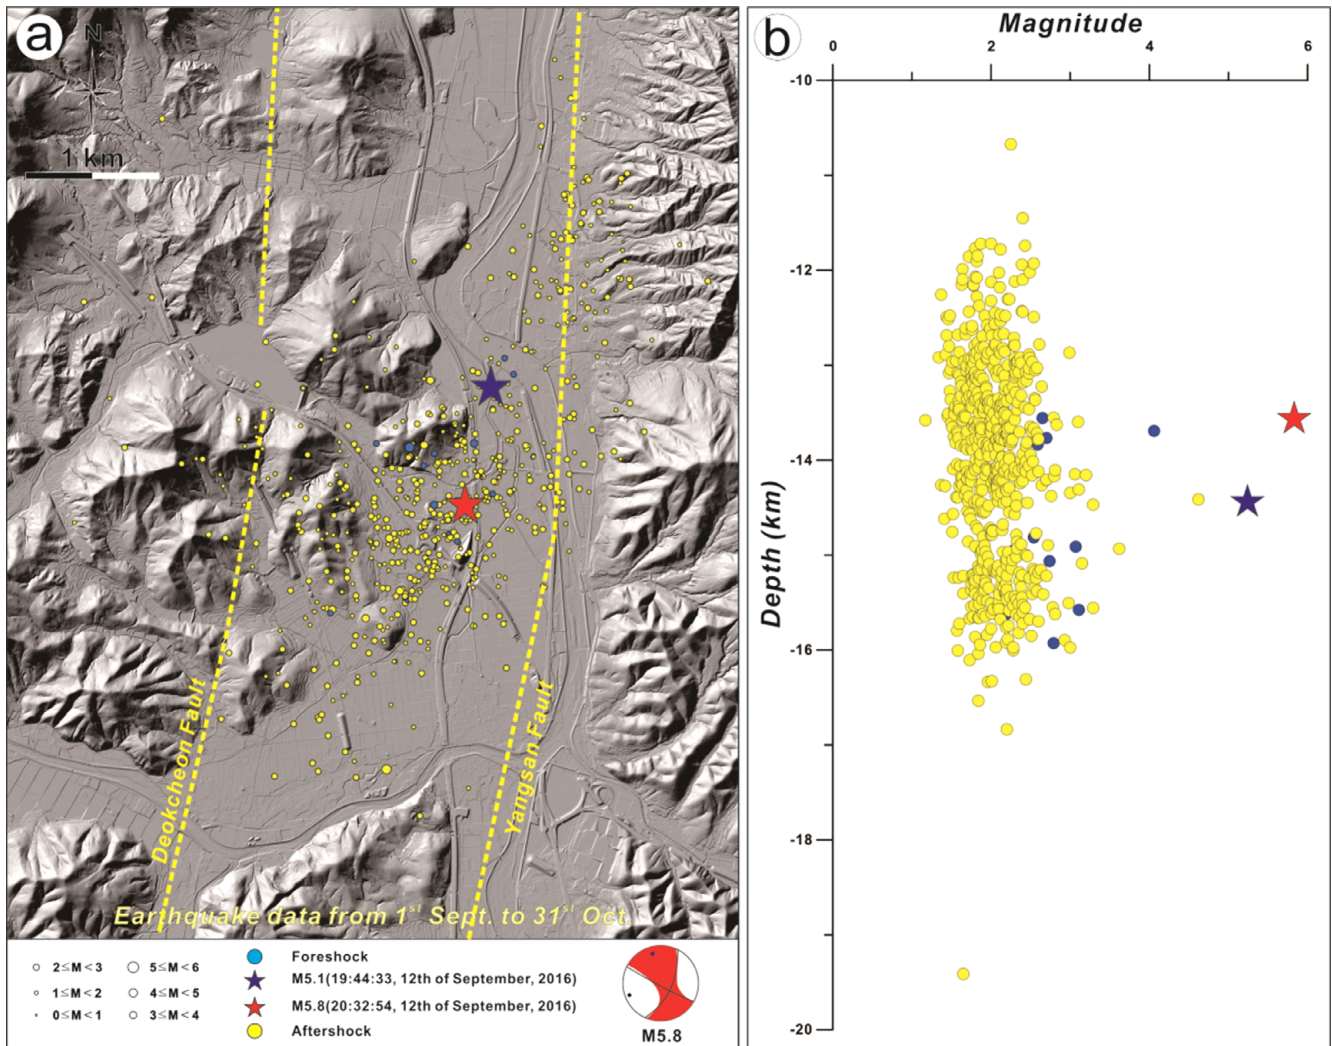 a
N
1 km
Deokcheon Fault
Yangsan Fault
Earthquake data from 1st Sept. to 31st Oct.
2≤M<3
5≤M<6
1≤M<2
4≤M<5
0≤M<1
3≤M<4
Foreshock
M5.1(19:44:33, 12th of September, 2016)
M5.8(20:32:54, 12th of September, 2016)
Aftershock
M5.8
b
Magnitude
0
2
4
6
-10
-12
-14
-16
-18
-20
Depth (km)